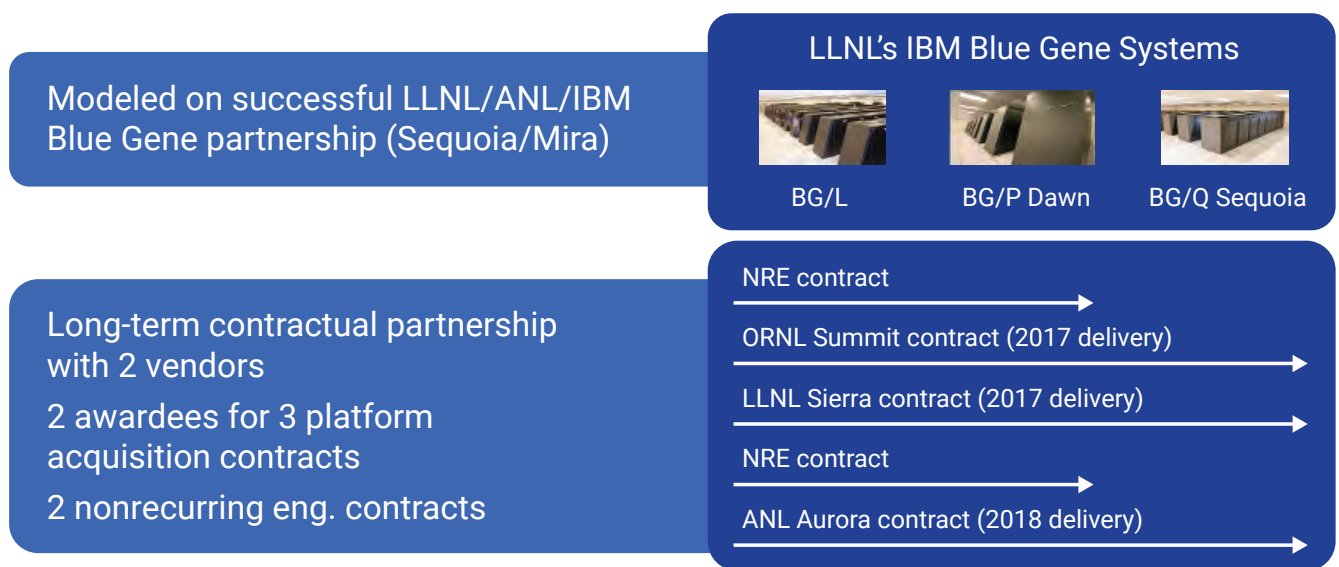 Modeled on successful LLNL/ANL/IBM
Blue Gene partnership (Sequoia/Mira)
LLNL's IBM Blue Gene Systems
BG/L
BG/P Dawn
BG/Q Sequoia
Long-term contractual partnership
with 2 vendors
2 awardees for 3 platform
acquisition contracts
2 nonrecurring eng. contracts
NRE contract
ORNL Summit contract (2017 delivery)
LLNL Sierra contract (2017 delivery)
NRE contract
ANL Aurora contract (2018 delivery)